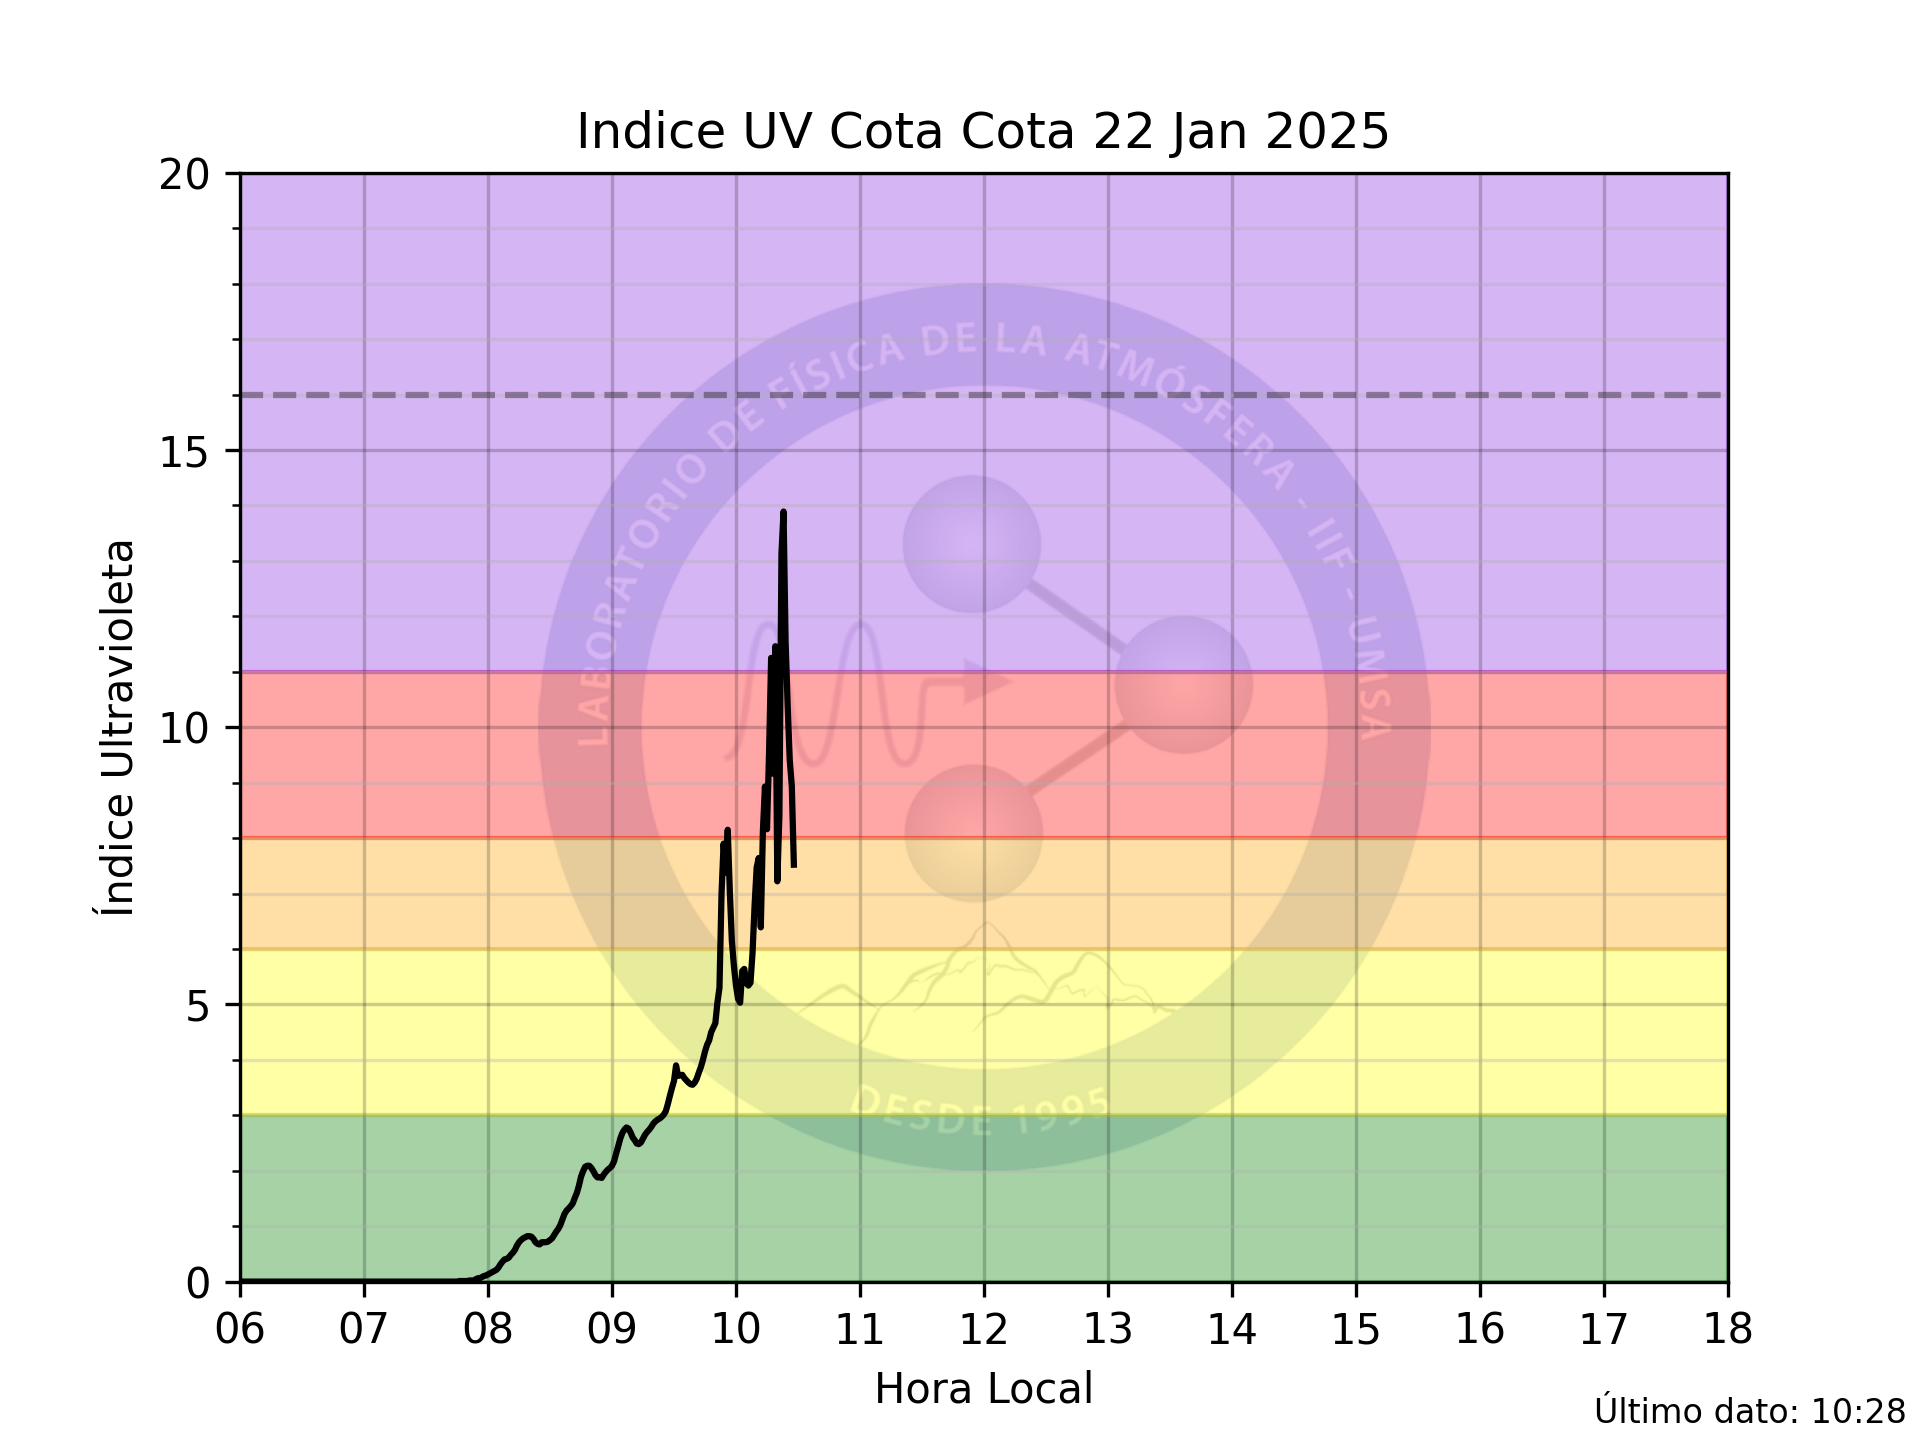 Indice UV Cota Cota 22 Jan 2025
20
15
10
5
0
Índice Ultravioleta
LABORATORIO DE FÍSICA DE LA ATMÓSFERA - IIF - UMSA
DESDE 1995
06 07 08 09 10 11 12 13 14 15 16 17 18
Hora Local
Último dato: 10:28